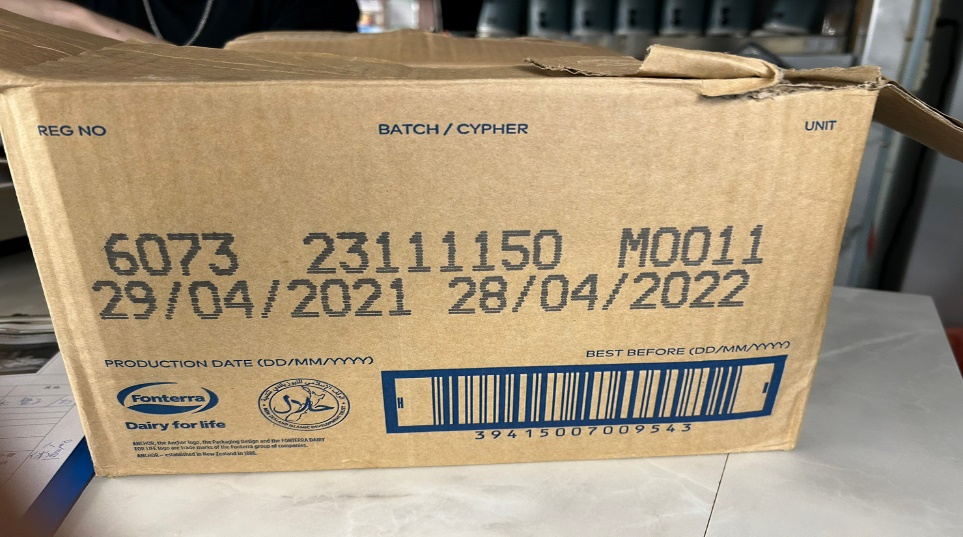 REG NO BATCH / CYPHER UNIT
6073 23111150 M0011
29/04/2021 28/04/2022
PRODUCTION DATE (DD/MM/YYYY) BEST BEFORE (DD/MM/YYYY)
Fonterra
Dairy for life
حلال
ANCHOR, the Anchor logo, the Packaging Design and the FONTERRA DAIRY
FOR LIFE logo are trade marks of the Fonterra group of companies.
ANCHOR – established in New Zealand in 1886.
H H
39415007009543